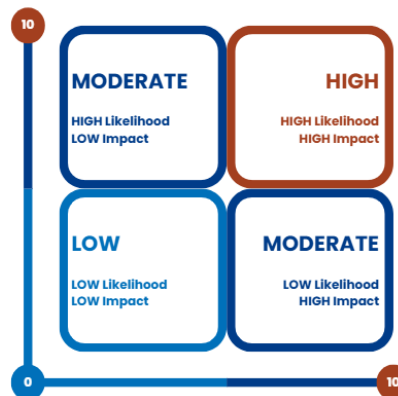 10
MODERATE
HIGH Likelihood
LOW Impact
HIGH
HIGH Likelihood
HIGH Impact
LOW
LOW Likelihood
LOW Impact
MODERATE
LOW Likelihood
HIGH Impact
0
10